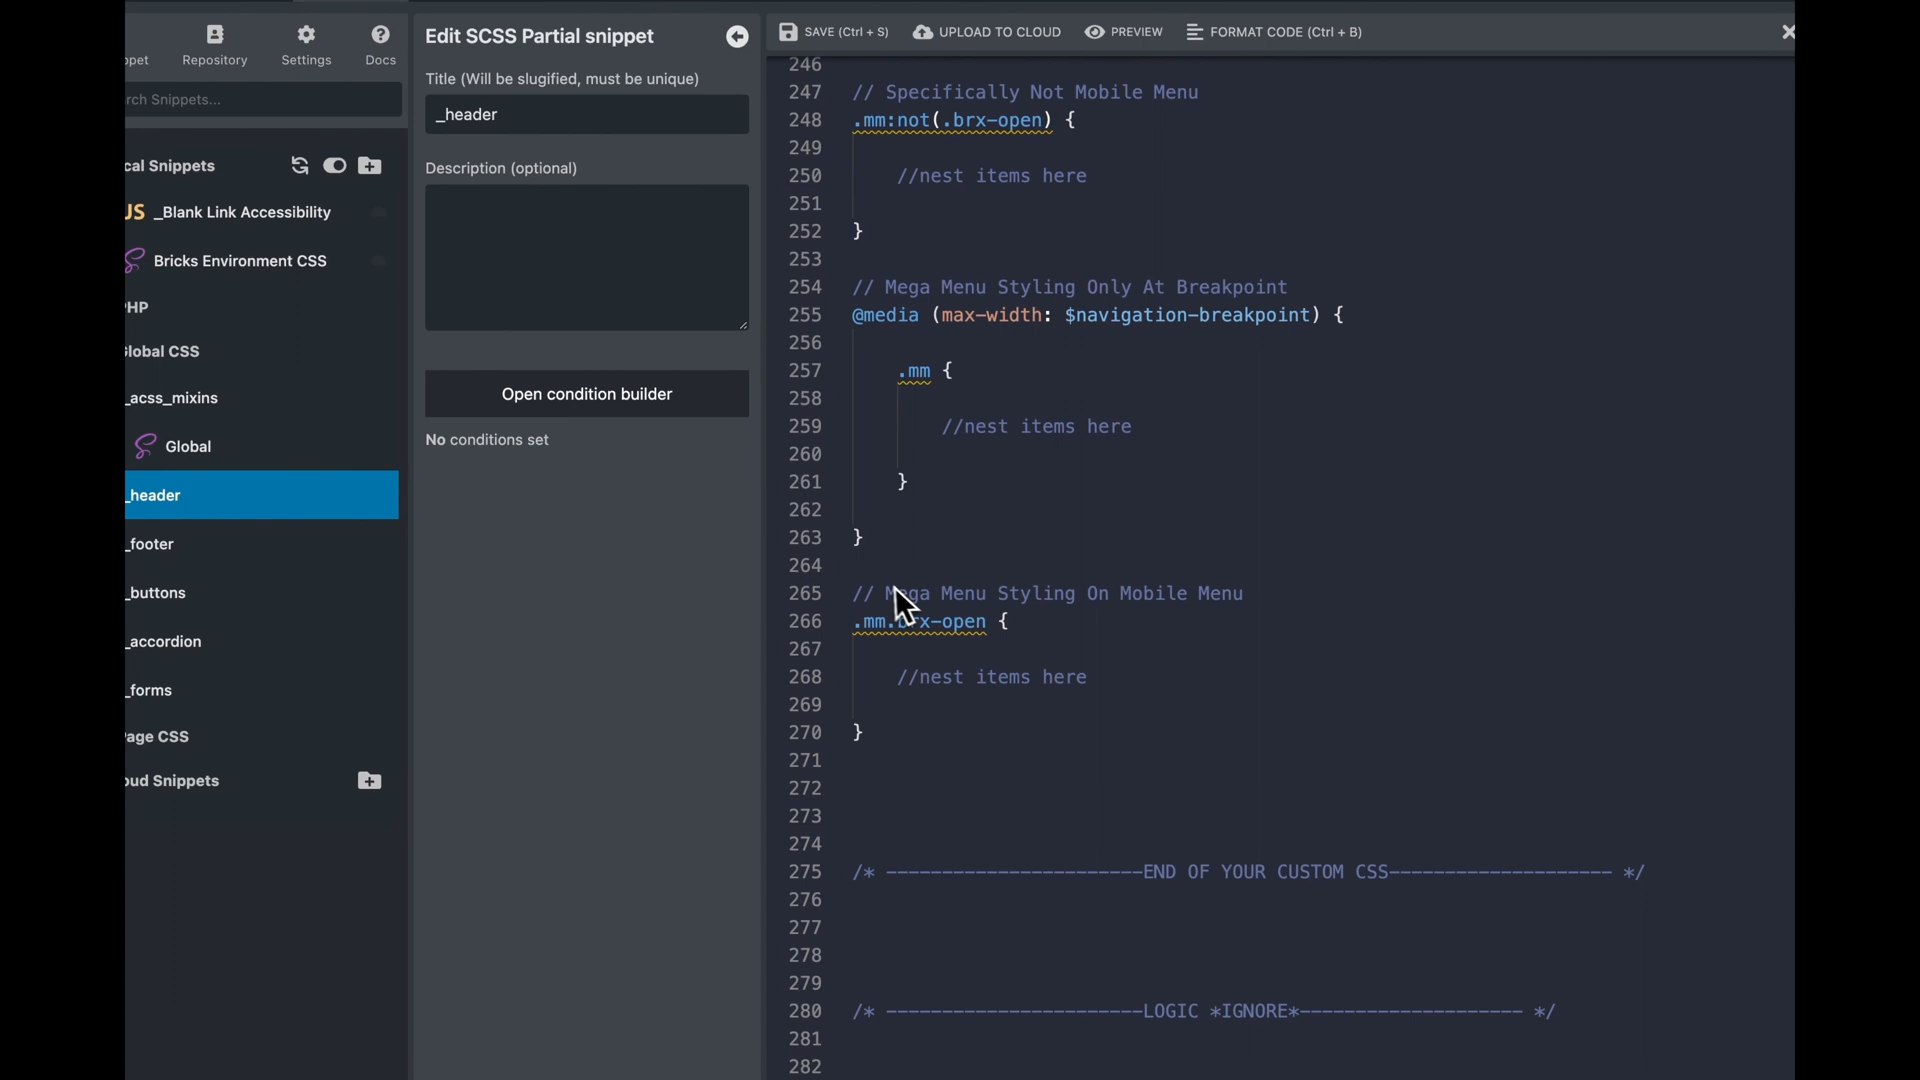 ppet
Repository
Settings
Docs
rch Snippets...
cal Snippets
JS _Blank Link Accessibility
Bricks Environment CSS
PHP
Global CSS
_acss_mixins
Global
_header
_footer
_buttons
_accordion
_forms
age CSS
oud Snippets
Edit SCSS Partial snippet
Title (Will be slugified, must be unique)
_header
Description (optional)
Open condition builder
No conditions set
SAVE (Ctrl + S)
UPLOAD TO CLOUD
PREVIEW
FORMAT CODE (Ctrl + B)
246
247 // Specifically Not Mobile Menu
248 .mm:not(.brx-open) {
249
250 //nest items here
251
252 }
253
254 // Mega Menu Styling Only At Breakpoint
255 @media (max-width: $navigation-breakpoint) {
256
257 .mm {
258
259 //nest items here
260
261 }
262
263 }
264
265 // Mega Menu Styling On Mobile Menu
266 .mm.brx-open {
267
268 //nest items here
269
270 }
271
272
273
274
275 /* -----------------------END OF YOUR CUSTOM CSS-------------------- */
276
277
278
279
280 /* -----------------------LOGIC *IGNORE*-------------------- */
281
282